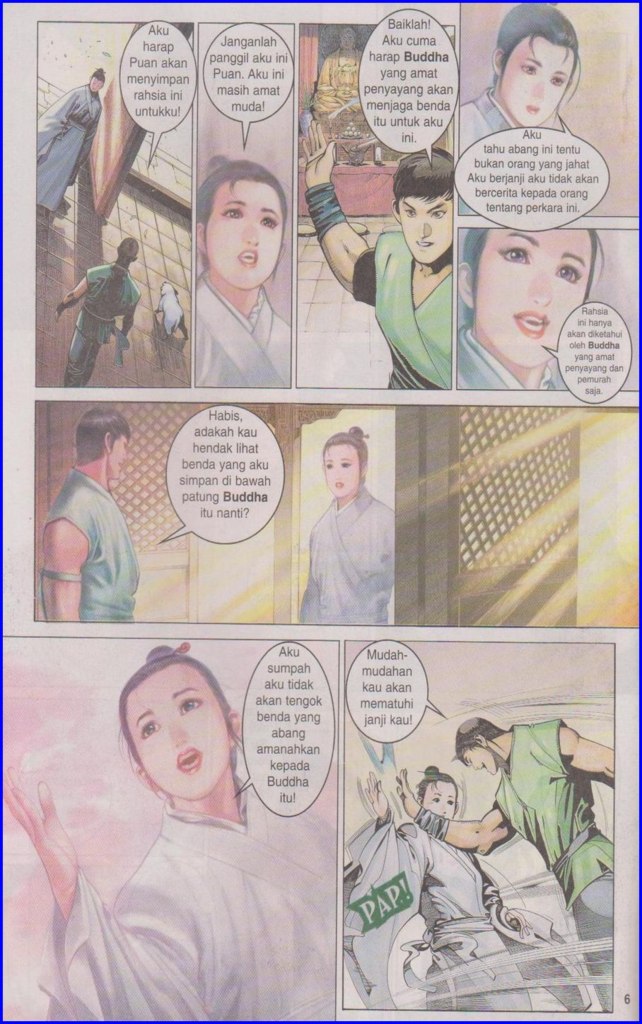 Aku
harap
Puan akan
menyimpan
rahsia ini
untukku!
Janganlah
panggil aku ini
Puan. Aku ini
masih amat
muda!
Baiklah!
Aku cuma
harap Buddha
yang amat
penyayang akan
menjaga benda
itu untuk aku
ini.
Aku
tahu abang ini tentu
bukan orang yang jahat
Aku berjanji aku tidak akan
bercerita kepada orang
tentang perkara ini.
Rahsia
ini hanya
akan diketahui
oleh Buddha
yang amat
penyayang dan
pemurah
saja.
Habis,
adakah kau
hendak lihat
benda yang aku
simpan di bawah
patung Buddha
itu nanti?
Aku
sumpah
aku tidak
akan tengok
benda yang
abang
amanahkan
kepada
Buddha
itu!
Mudah-
mudahan
kau akan
mematuhi
janji kau!
PAP!
6